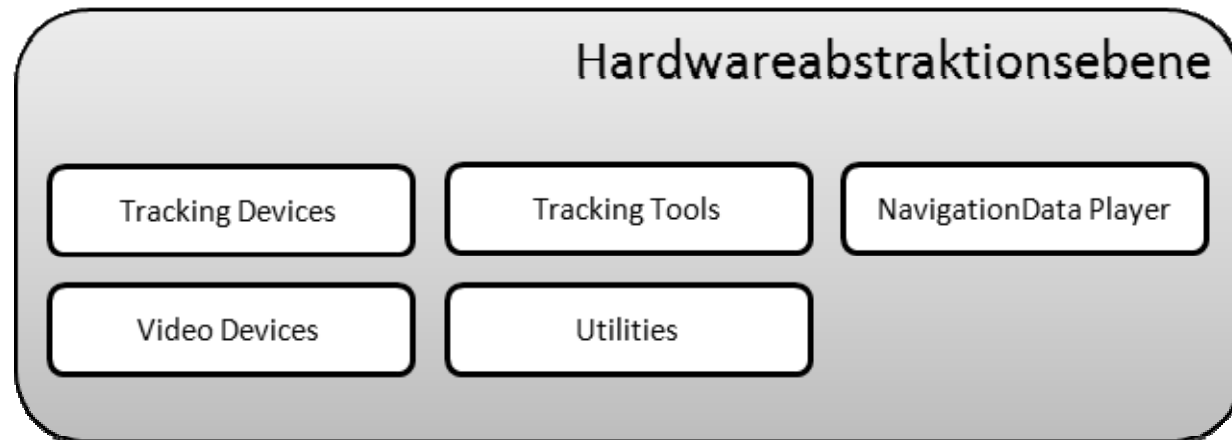 Hardwareabstraktionsebene
Tracking Devices
Tracking Tools
NavigationData Player
Video Devices
Utilities